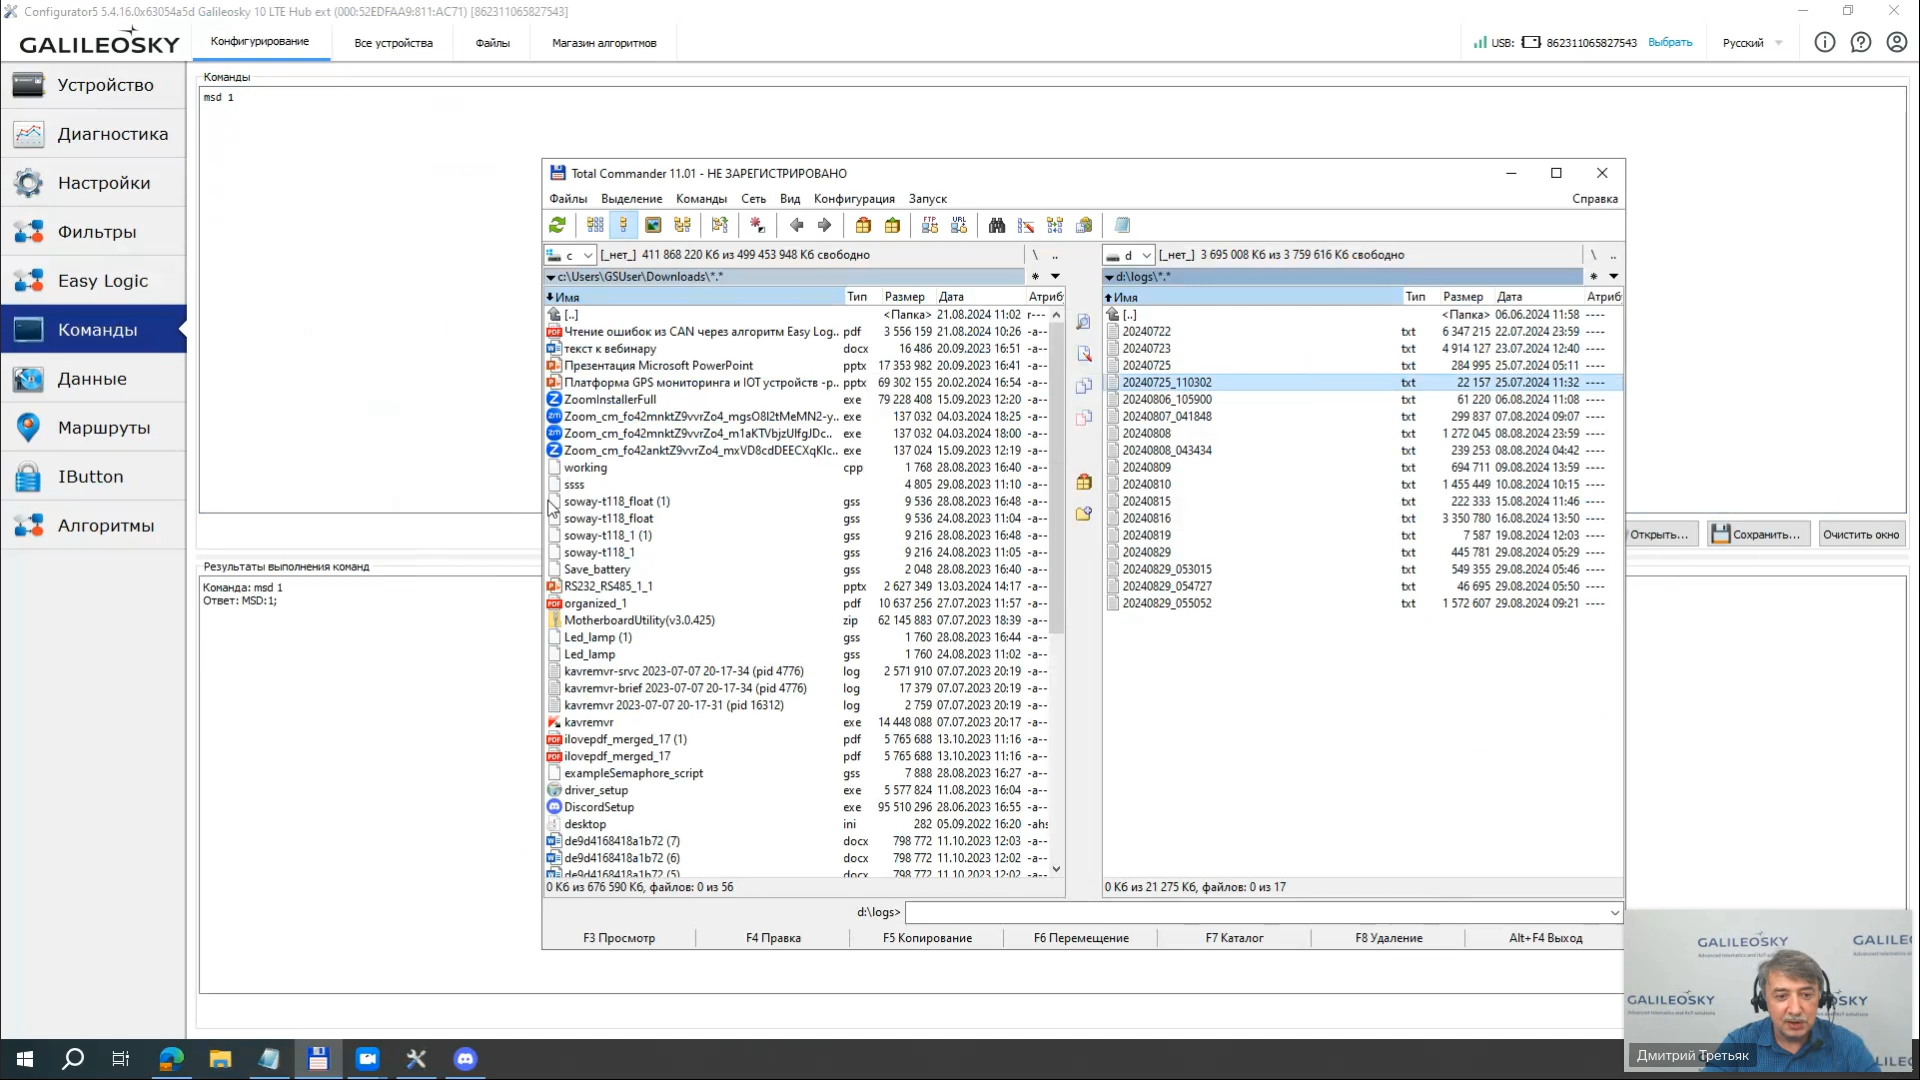 Configurator5 5.4.16.0x63054a5d Galileosky 10 LTE Hub ext (000:52EDFAA9:811:AC71) [862311065827543]
GALILEOSKY Конфигурирование Все устройства Файлы Магазин алгоритмов USB: 862311065827543 Выбрать Русский
Устройство
Диагностика
Настройки
Фильтры
Easy Logic
Команды
Данные
Маршруты
IButton
Алгоритмы
Команды
msd 1
Открыть... Сохранить... Очистить окно
Результаты выполнения команд
Команда: msd 1
Ответ: MSD:1;
Total Commander 11.01 - НЕ ЗАРЕГИСТРИРОВАНО
Файлы Выделение Команды Сеть Вид Конфигурация Запуск Справка
c [_нет_] 411 868 220 Кб из 499 453 948 Кб свободно \ ..
c:\Users\GSUser\Downloads\*.* * 
Имя Тип Размер Дата Атриб
[..] <Папка> 21.08.2024 11:02 r---
Чтение ошибок из CAN через алгоритм Easy Log.. pdf 3 556 159 21.08.2024 10:26 -a--
текст к вебинару docx 16 486 20.09.2023 16:51 -a--
Презентация Microsoft PowerPoint pptx 17 353 982 20.09.2023 16:41 -a--
Платформа GPS мониторинга и IOT устройств -р.. pptx 69 302 155 20.02.2024 16:54 -a--
ZoomInstallerFull exe 79 228 408 15.09.2023 12:20 -a--
Zoom_cm_fo42mnktZ9vvrZo4_mgsO8I2tMeMN2-y.. exe 137 032 04.03.2024 18:25 -a--
Zoom_cm_fo42mnktZ9vvrZo4_m1aKTVbjzUlfgJDc.. exe 137 032 04.03.2024 18:00 -a--
Zoom_cm_fo42anktZ9vvrZo4_mxVD8cdDEECXqKlc.. exe 137 024 15.09.2023 12:19 -a--
working cpp 1 768 28.08.2023 16:40 -a--
ssss 4 805 29.08.2023 11:10 -a--
soway-t118_float (1) gss 9 536 28.08.2023 16:48 -a--
soway-t118_float gss 9 536 24.08.2023 11:04 -a--
soway-t118_1 (1) gss 9 216 28.08.2023 16:48 -a--
soway-t118_1 gss 9 216 24.08.2023 11:05 -a--
Save_battery gss 2 048 28.08.2023 16:40 -a--
RS232_RS485_1_1 pptx 2 627 349 13.03.2024 14:17 -a--
organized_1 pdf 10 637 256 27.07.2023 11:57 -a--
MotherboardUtility(v3.0.425) zip 62 145 883 07.07.2023 18:39 -a--
Led_lamp (1) gss 1 760 28.08.2023 16:44 -a--
Led_lamp gss 1 760 24.08.2023 11:02 -a--
kavremvr-srvc 2023-07-07 20-17-34 (pid 4776) log 2 571 910 07.07.2023 20:19 -a--
kavremvr-brief 2023-07-07 20-17-34 (pid 4776) log 17 379 07.07.2023 20:19 -a--
kavremvr 2023-07-07 20-17-31 (pid 16312) log 2 759 07.07.2023 20:19 -a--
kavremvr exe 14 448 088 07.07.2023 20:17 -a--
ilovepdf_merged_17 (1) pdf 5 765 688 13.10.2023 11:16 -a--
ilovepdf_merged_17 pdf 5 765 688 13.10.2023 11:16 -a--
exampleSemaphore_script gss 7 888 28.08.2023 16:27 -a--
driver_setup exe 5 577 824 11.08.2023 16:04 -a--
DiscordSetup exe 95 510 296 28.06.2023 16:55 -a--
desktop ini 282 05.09.2022 16:20 -ahs
de9d4168418a1b72 (7) docx 798 772 11.10.2023 12:03 -a--
de9d4168418a1b72 (6) docx 798 772 11.10.2023 12:02 -a--
de9d4168418a1b72 (5) docx 798 772 11.10.2023 12:02 -a--
0 Кб из 676 590 Кб, файлов: 0 из 56
d [_нет_] 3 695 008 Кб из 3 759 616 Кб свободно \ ..
d:\logs\*.* *
Имя Тип Размер Дата Атриб
[..] <Папка> 06.06.2024 11:58 ----
20240722 txt 6 347 215 22.07.2024 23:59 ----
20240723 txt 4 914 127 23.07.2024 12:40 ----
20240725 txt 284 995 25.07.2024 05:11 ----
20240725_110302 txt 22 157 25.07.2024 11:32 ----
20240806_105900 txt 61 220 06.08.2024 11:08 ----
20240807_041848 txt 299 837 07.08.2024 09:07 ----
20240808 txt 1 272 045 08.08.2024 23:59 ----
20240808_043434 txt 239 253 08.08.2024 04:42 ----
20240809 txt 694 711 09.08.2024 13:59 ----
20240810 txt 1 455 449 10.08.2024 10:15 ----
20240815 txt 222 333 15.08.2024 11:46 ----
20240816 txt 3 350 780 16.08.2024 13:50 ----
20240819 txt 7 587 19.08.2024 12:03 ----
20240829 txt 445 781 29.08.2024 05:29 ----
20240829_053015 txt 549 355 29.08.2024 05:46 ----
20240829_054727 txt 46 695 29.08.2024 05:50 ----
20240829_055052 txt 1 572 607 29.08.2024 09:21 ----
0 Кб из 21 275 Кб, файлов: 0 из 17
d:\logs>
F3 Просмотр F4 Правка F5 Копирование F6 Перемещение F7 Каталог F8 Удаление Alt+F4 Выход
GALILEOSKY GALILE
GALILEOSKY
Дмитрий Третьяк